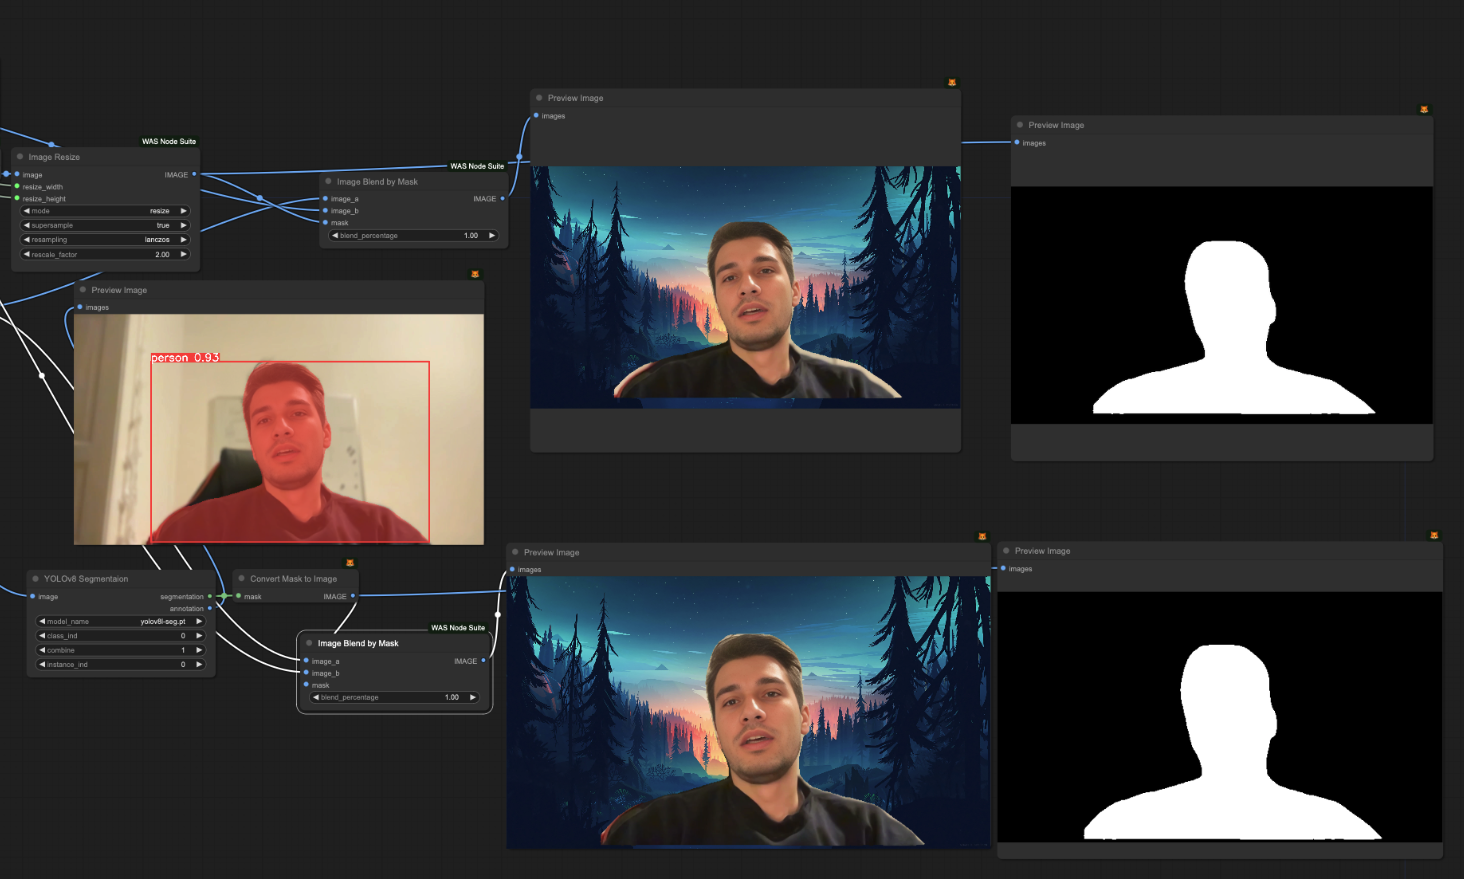 WAS Node Suite
Image Resize
image IMAGE
resize_width
resize_height
mode resize
supersample true
resampling lanczos
rescale_factor 2.00
WAS Node Suite
Image Blend by Mask
image_a IMAGE
image_b
mask
blend_percentage 1.00
Preview Image
images
Preview Image
images
Preview Image
images
person 0.93
YOLOv8 Segmentaion
image segmentation
annotation
model_name yolov8l-seg.pt
class_ind 0
combine 1
instance_ind 0
Convert Mask to Image
mask IMAGE
WAS Node Suite
Image Blend by Mask
image_a IMAGE
image_b
mask
blend_percentage 1.00
Preview Image
images
Preview Image
images